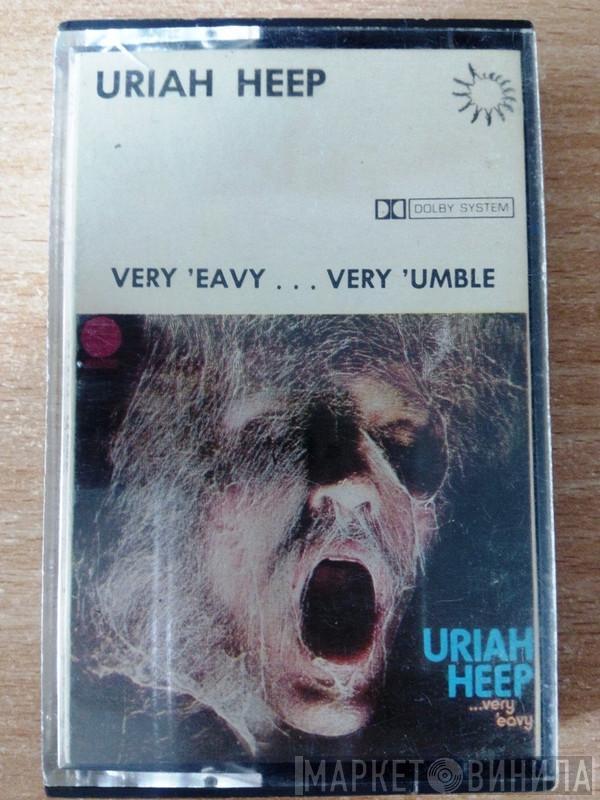 URIAH HEEP
DOLBY SYSTEM
VERY 'EAVY . . . VERY 'UMBLE
URIAH
HEEP
...very
'eavy
МАРКЕТ ВИНИЛА